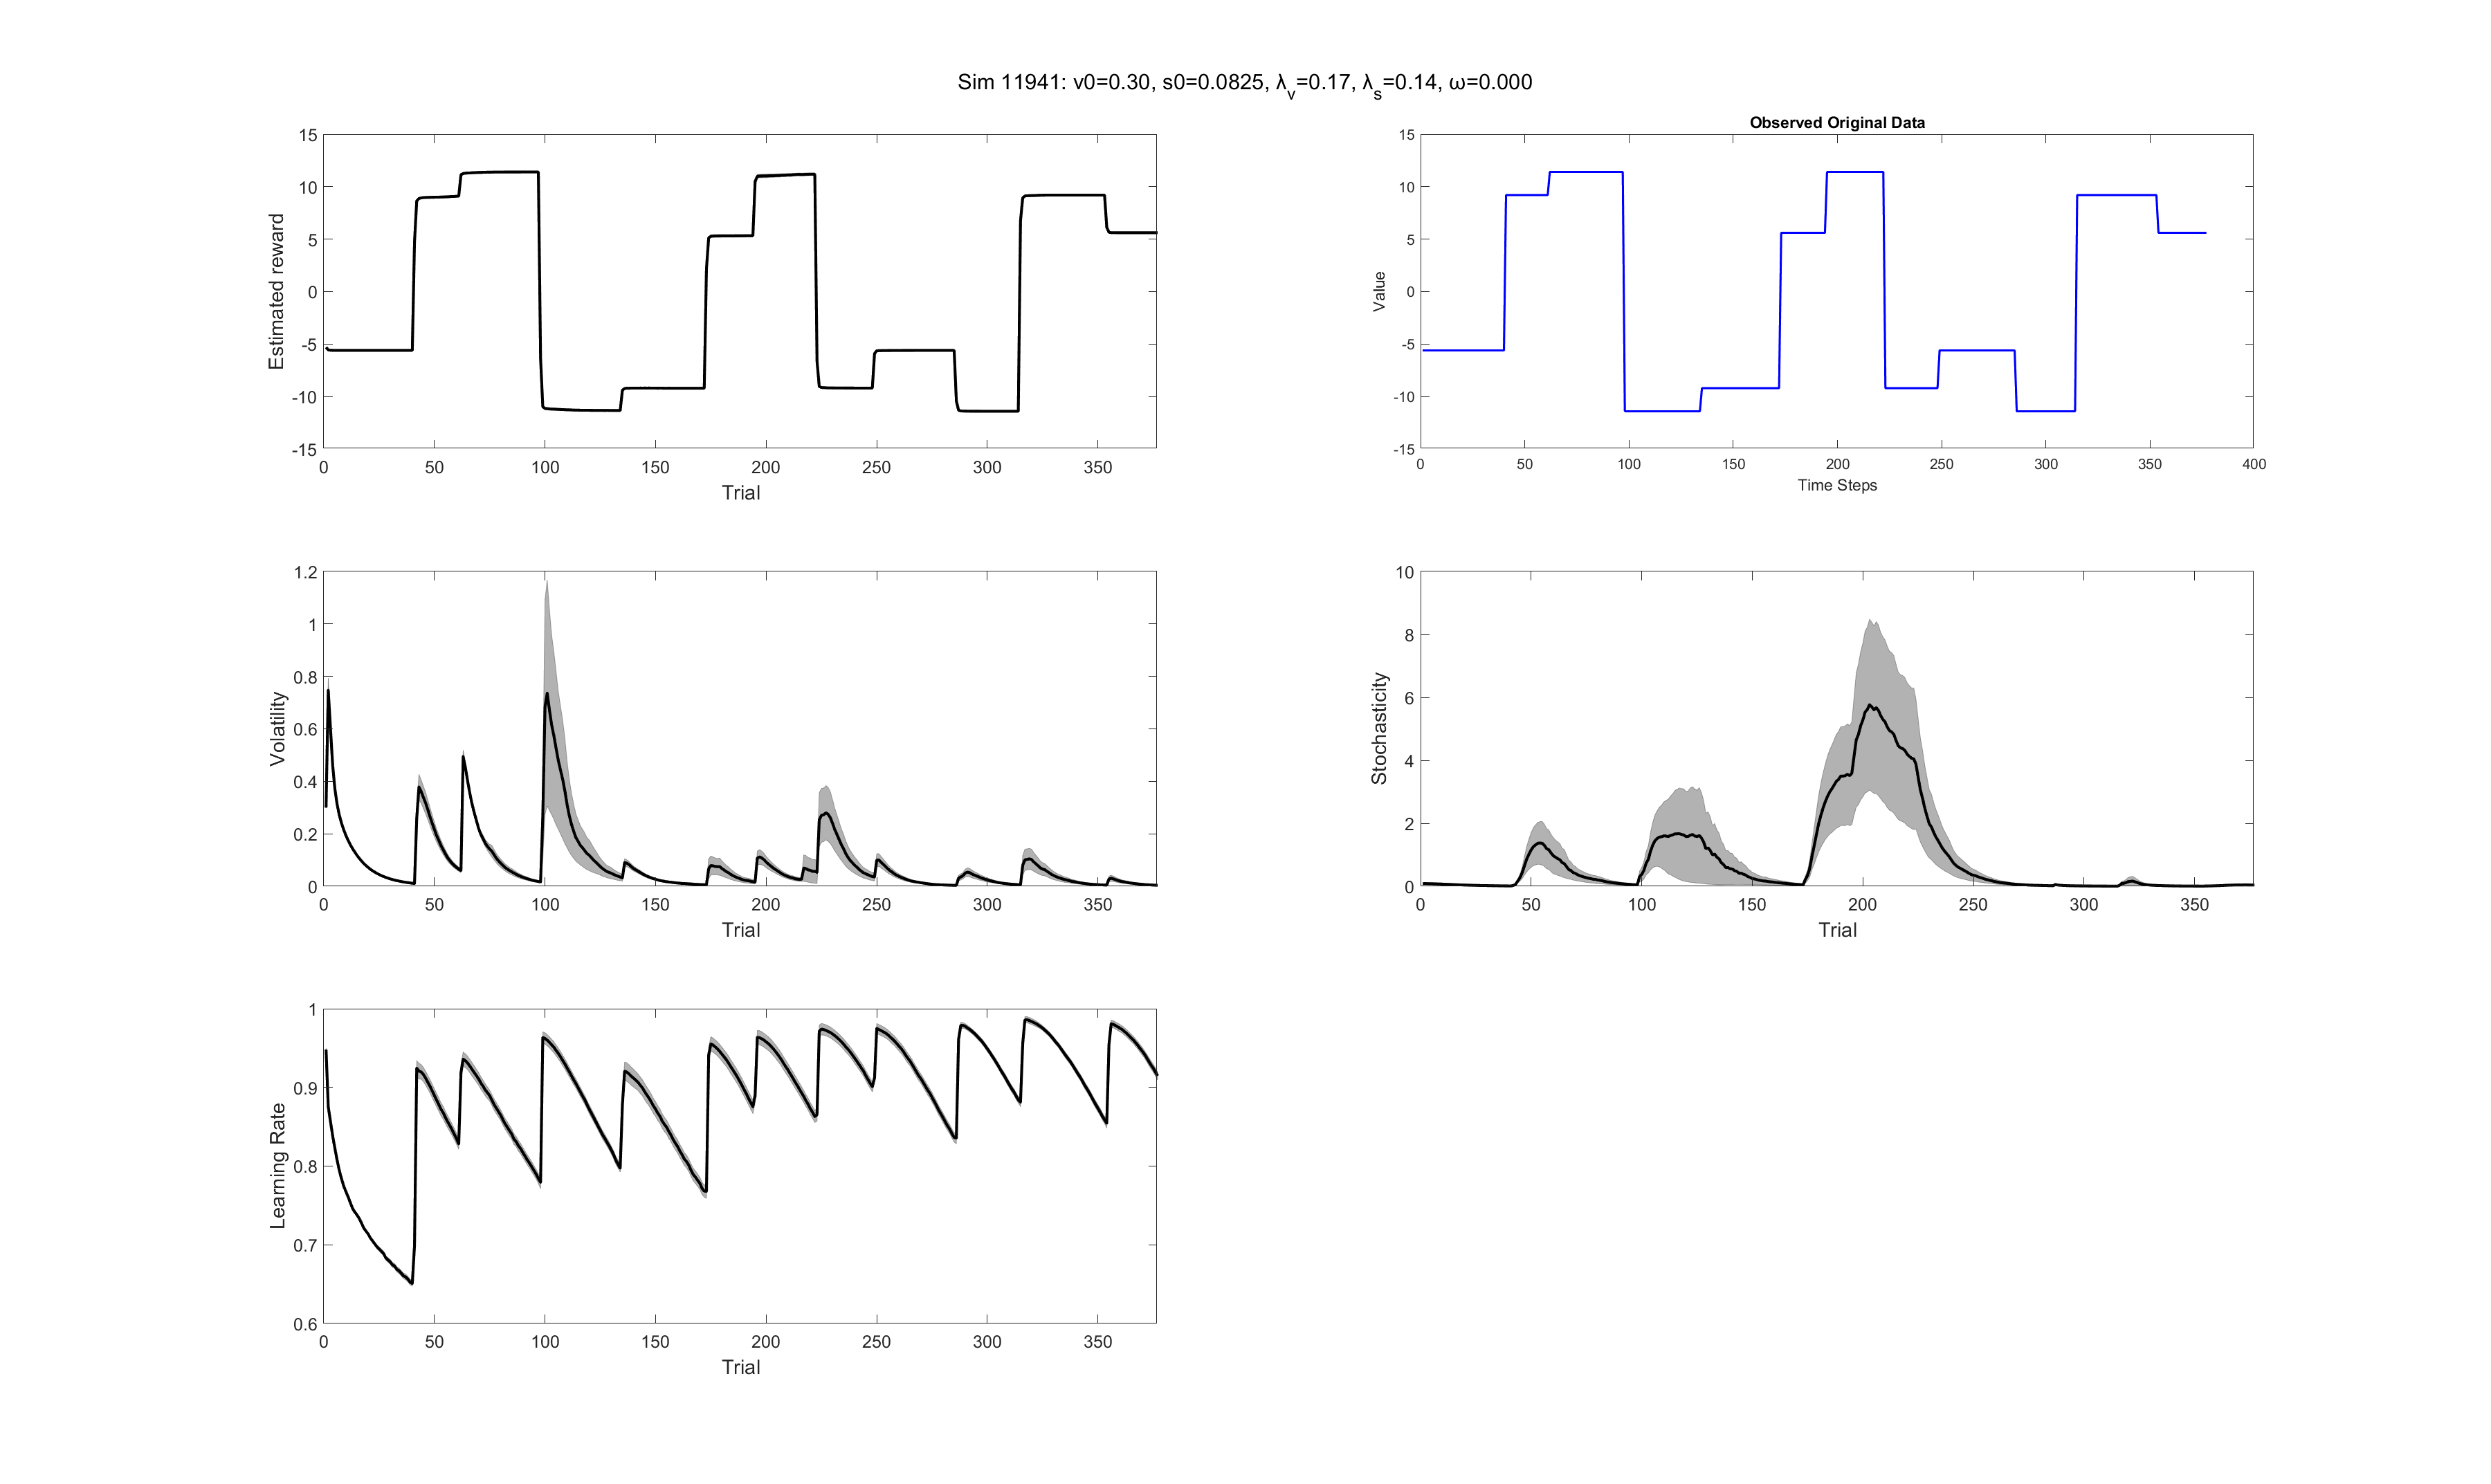 Sim 11941: v0=0.30, s0=0.0825, λv=0.17, λs=0.14, ω=0.000
Estimated reward
15
10
5
0
-5
-10
-15
0 50 100 150 200 250 300 350
Trial
Observed Original Data
Value
15
10
5
0
-5
-10
-15
0 50 100 150 200 250 300 350 400
Time Steps
Volatility
1.2
1
0.8
0.6
0.4
0.2
0
0 50 100 150 200 250 300 350
Trial
Stochasticity
10
8
6
4
2
0
0 50 100 150 200 250 300 350
Trial
Learning Rate
1
0.9
0.8
0.7
0.6
0 50 100 150 200 250 300 350
Trial